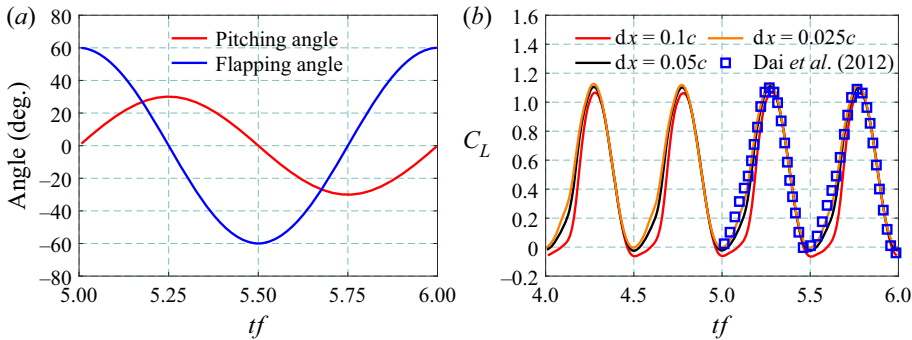 (a)
80
60
40
20
0
–20
–40
–60
–80
Angle (deg.)
Pitching angle
Flapping angle
5.00
5.25
5.50
5.75
6.00
tf
(b)
1.6
1.4
1.2
1.0
0.8
0.6
0.4
0.2
0
–0.2
C_L
dx = 0.1c
dx = 0.025c
dx = 0.05c
Dai et al. (2012)
4.0
4.5
5.0
5.5
6.0
tf